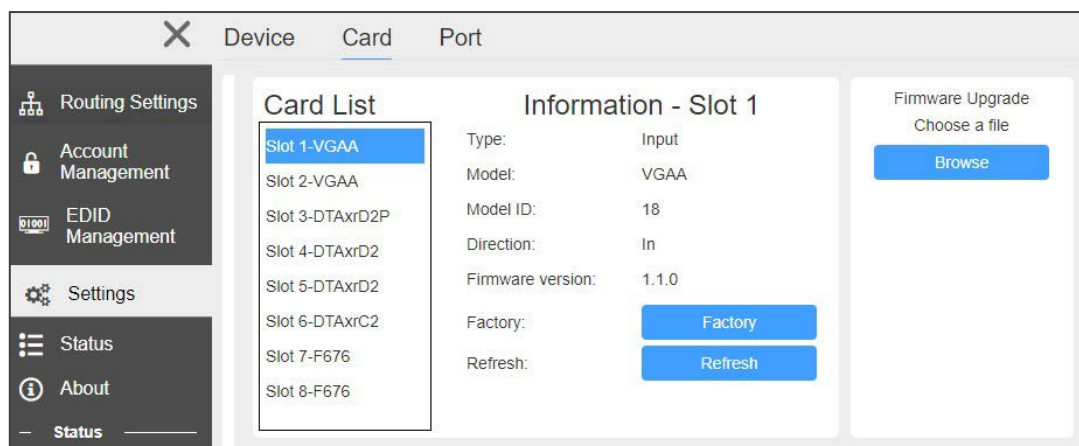 Device Card Port
Routing Settings
Account
Management
01001
EDID
Management
Settings
Status
About
Status
Card List
Slot 1-VGAA
Slot 2-VGAA
Slot 3-DTAxrD2P
Slot 4-DTAxrD2
Slot 5-DTAxrD2
Slot 6-DTAxrC2
Slot 7-F676
Slot 8-F676
Information - Slot 1
Type: Input
Model: VGAA
Model ID: 18
Direction: In
Firmware version: 1.1.0
Factory: Factory
Refresh: Refresh
Firmware Upgrade
Choose a file
Browse